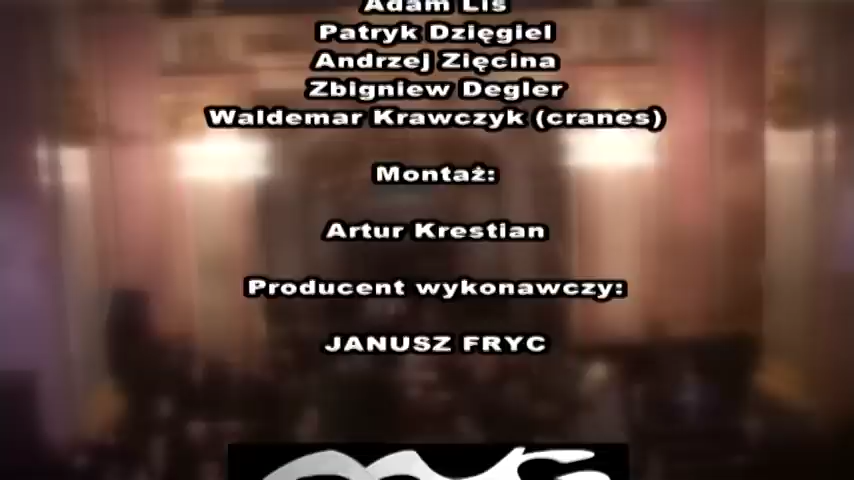 Adam Lis
Patryk Dzięgiel
Andrzej Zięcina
Zbigniew Degler
Waldemar Krawczyk (cranes)
Montaż:
Artur Krestian
Producent wykonawczy:
JANUSZ FRYC